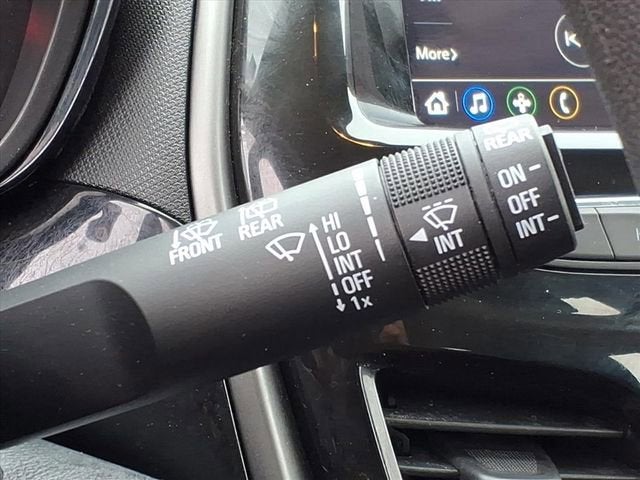 More>
FRONT
REAR
HI
LO
INT
OFF
1x
INT
REAR
ON
OFF
INT